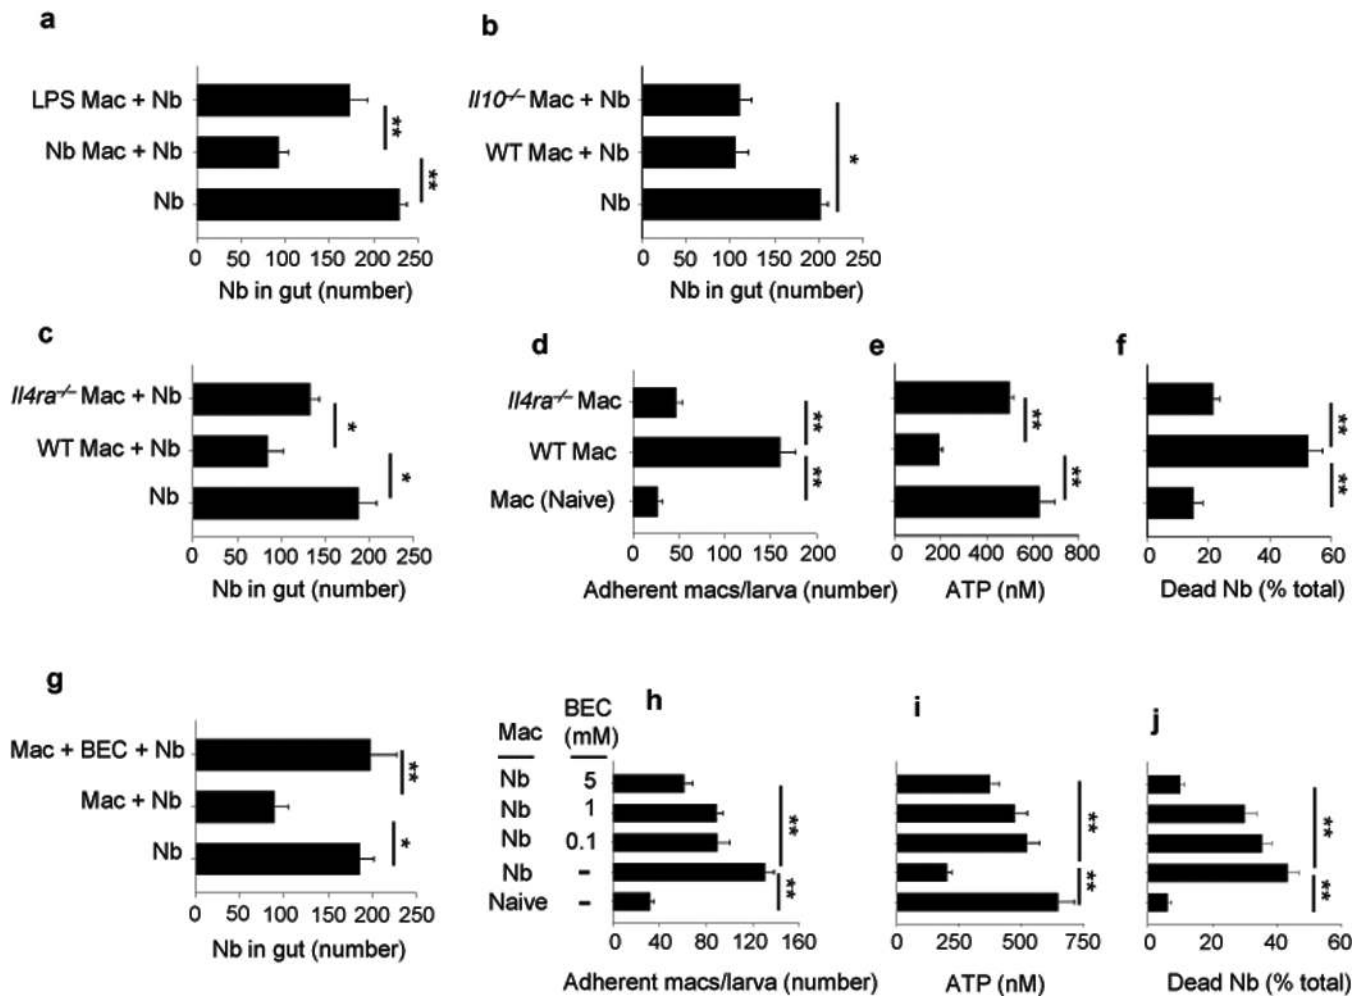 a
LPS Mac + Nb
Nb Mac + Nb
Nb
**
**
0 50 100 150 200 250
Nb in gut (number)
b
Il10–/– Mac + Nb
WT Mac + Nb
Nb
*
0 50 100 150 200 250
Nb in gut (number)
c
Il4ra–/– Mac + Nb
WT Mac + Nb
Nb
*
*
0 50 100 150 200 250
Nb in gut (number)
d
Il4ra–/– Mac
WT Mac
Mac (Naive)
**
**
0 50 100 150 200
Adherent macs/larva (number)
e
**
**
0 200 400 600 800
ATP (nM)
f
**
**
0 20 40 60
Dead Nb (% total)
g
Mac + BEC + Nb
Mac + Nb
Nb
**
*
0 50 100 150 200 250
Nb in gut (number)
h
Mac BEC (mM)
Nb 5
Nb 1
Nb 0.1
Nb -
Naive -
**
**
0 40 80 120 160
Adherent macs/larva (number)
i
**
**
0 250 500 750
ATP (nM)
j
**
**
0 20 40 60
Dead Nb (% total)